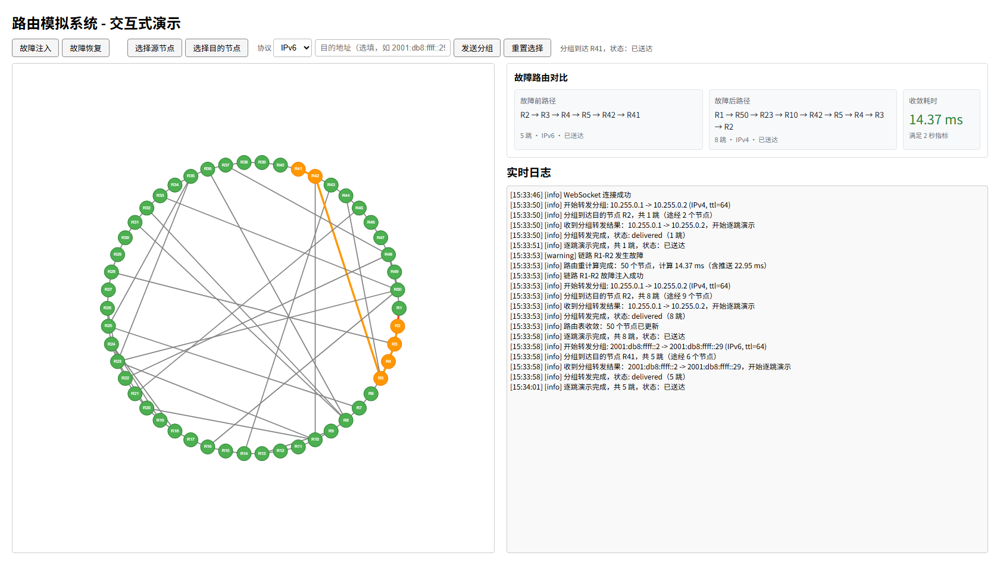 路由模拟系统 - 交互式演示
故障注入 故障恢复 选择源节点 选择目的节点 协议 IPv6 目的地址（选填，如 2001:db8:ffff::29 发送分组 重置选择 分组到达 R41，状态：已送达
故障路由对比
故障前路径
R2 → R3 → R4 → R5 → R42 → R41
5 跳 • IPv6 • 已送达
故障后路径
R1 → R50 → R23 → R10 → R42 → R5 → R4 → R3
→ R2
8 跳 • IPv4 • 已送达
收敛耗时
14.37 ms
满足 2 秒指标
实时日志
[15:33:46] [info] WebSocket 连接成功
[15:33:50] [info] 开始转发分组: 10.255.0.1 -> 10.255.0.2 (IPv4, ttl=64)
[15:33:50] [info] 分组到达目的节点 R2，共 1 跳（途经 2 个节点）
[15:33:50] [info] 收到分组转发结果：10.255.0.1 -> 10.255.0.2，开始逐跳演示
[15:33:50] [info] 分组转发完成，状态: delivered（1 跳）
[15:33:51] [info] 逐跳演示完成，共 1 跳，状态：已送达
[15:33:53] [warning] 链路 R1-R2 发生故障
[15:33:53] [info] 路由重计算完成：50 个节点，计算 14.37 ms（含推送 22.95 ms）
[15:33:53] [info] 链路 R1-R2 故障注入成功
[15:33:53] [info] 开始转发分组: 10.255.0.1 -> 10.255.0.2 (IPv4, ttl=64)
[15:33:53] [info] 分组到达目的节点 R2，共 8 跳（途经 9 个节点）
[15:33:53] [info] 收到分组转发结果：10.255.0.1 -> 10.255.0.2，开始逐跳演示
[15:33:53] [info] 分组转发完成，状态: delivered（8 跳）
[15:33:53] [info] 路由表收敛：50 个节点已更新
[15:33:58] [info] 逐跳演示完成，共 8 跳，状态：已送达
[15:33:58] [info] 开始转发分组: 2001:db8:ffff::2 -> 2001:db8:ffff::29 (IPv6, ttl=64)
[15:33:58] [info] 分组到达目的节点 R41，共 5 跳（途经 6 个节点）
[15:33:58] [info] 收到分组转发结果：2001:db8:ffff::2 -> 2001:db8:ffff::29，开始逐跳演示
[15:33:58] [info] 分组转发完成，状态: delivered（5 跳）
[15:34:01] [info] 逐跳演示完成，共 5 跳，状态：已送达
R1
R2
R3
R4
R5
R6
R7
R8
R9
R10
R11
R12
R13
R14
R15
R16
R17
R18
R19
R20
R21
R22
R23
R24
R25
R26
R27
R28
R29
R30
R31
R32
R33
R34
R35
R36
R37
R38
R39
R40
R41
R42
R43
R44
R45
R46
R47
R48
R49
R50